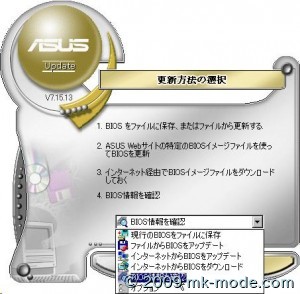 ASUS
Update
V7.15.13
更新方法の選択
1. BIOS をファイルに保存、またはファイルから更新する.
2. ASUS Webサイトの特定のBIOSイメージファイルを使っ
てBIOSを更新
3. インターネット経由でBIOSイメージファイルをダウンロード
しておく
4. BIOS情報を確認
BIOS情報を確認
現行のBIOSをファイルに保存
ファイルからBIOSをアップデート
インターネットからBIOSをアップデート
インターネットからBIOSをダウンロード
© 2009 mk-mode.com